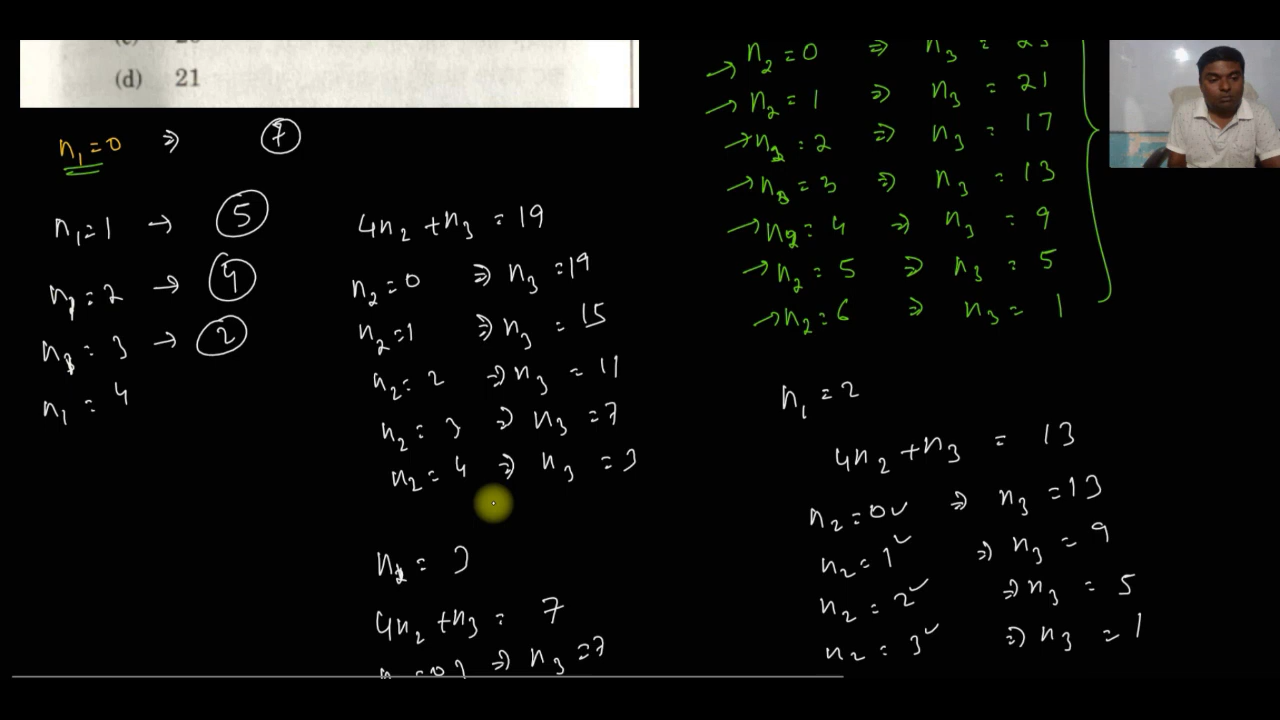 (d) 21
n₁=0 ⇒ 7
n₁=1 → 5
n₁=2 → 4
n₁=3 → 2
n₁=4
4n₂+n₃=19
n₂=0 ⇒ n₃=19
n₂=1 ⇒ n₃=15
n₂=2 ⇒ n₃=11
n₂=3 ⇒ n₃=7
n₂=4 ⇒ n₃=3
n₁=3
4n₂+n₃=7
⇒ n₃=7
n₂=0 ⇒ n₃=
→ n₂=1 ⇒ n₃=21
→ n₂=2 ⇒ n₃=17
→ n₃=3 ⇒ n₃=13
→ n₂=4 ⇒ n₃=9
→ n₂=5 ⇒ n₃=5
→ n₂=6 ⇒ n₃=1
n₁=2
4n₂+n₃=13
n₂=0✓ ⇒ n₃=13
n₂=1✓ ⇒ n₃=9
n₂=2✓ ⇒ n₃=5
n₂=3✓ ⇒ n₃=1